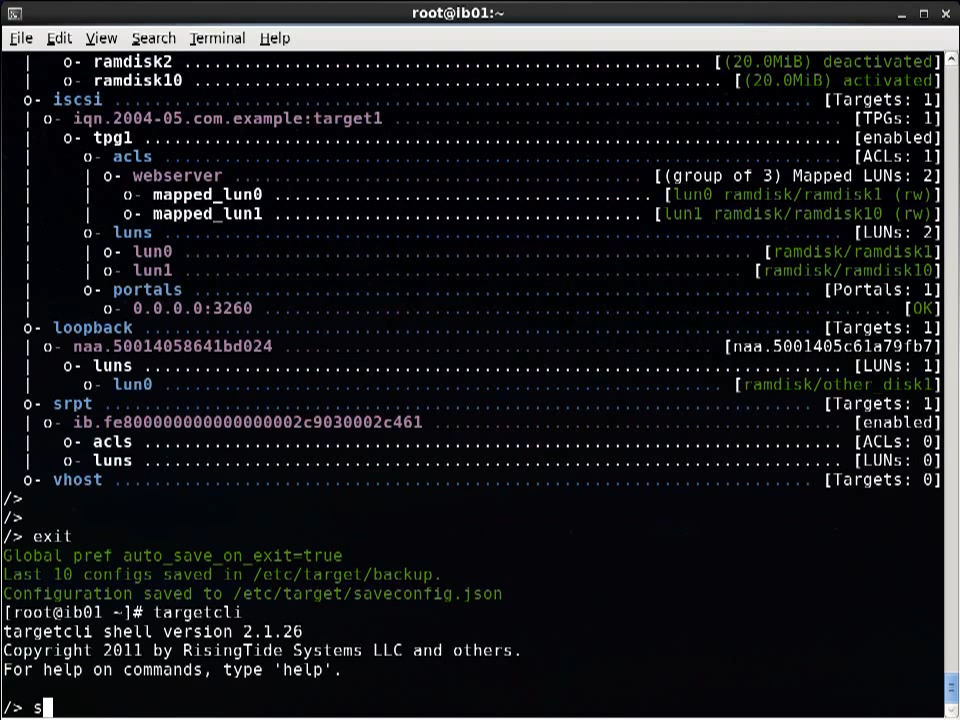 root@ib01:~
File Edit View Search Terminal Help
|   o- ramdisk2 .................................................... [(20.0MiB) deactivated]
|   o- ramdisk10 ..................................................... [(20.0MiB) activated]
o- iscsi ..................................................................... [Targets: 1]
| o- iqn.2004-05.com.example:target1 ............................................ [TPGs: 1]
|   o- tpg1 .................................................................... [enabled]
|     o- acls .................................................................. [ACLs: 1]
|     | o- webserver .......................................... [(group of 3) Mapped LUNs: 2]
|     |   o- mapped_lun0 ..................................... [lun0 ramdisk/ramdisk1 (rw)]
|     |   o- mapped_lun1 .................................... [lun1 ramdisk/ramdisk10 (rw)]
|     o- luns .................................................................. [LUNs: 2]
|     | o- lun0 ...................................................... [ramdisk/ramdisk1]
|     | o- lun1 ..................................................... [ramdisk/ramdisk10]
|     o- portals ............................................................ [Portals: 1]
|       o- 0.0.0.0:3260 ............................................................. [OK]
o- loopback .................................................................. [Targets: 1]
| o- naa.50014058641bd024 ......................................... [naa.5001405c61a79fb7]
|   o- luns .................................................................... [LUNs: 1]
|     o- lun0 .................................................... [ramdisk/other_disk1]
o- srpt ...................................................................... [Targets: 1]
| o- ib.fe800000000000000002c9030002c461 ....................................... [enabled]
|   o- acls .................................................................... [ACLs: 0]
|   o- luns .................................................................... [LUNs: 0]
o- vhost ..................................................................... [Targets: 0]
/>
/>
/> exit
Global pref auto_save_on_exit=true
Last 10 configs saved in /etc/target/backup.
Configuration saved to /etc/target/saveconfig.json
[root@ib01 ~]# targetcli
targetcli shell version 2.1.26
Copyright 2011 by RisingTide Systems LLC and others.
For help on commands, type 'help'.
/> s